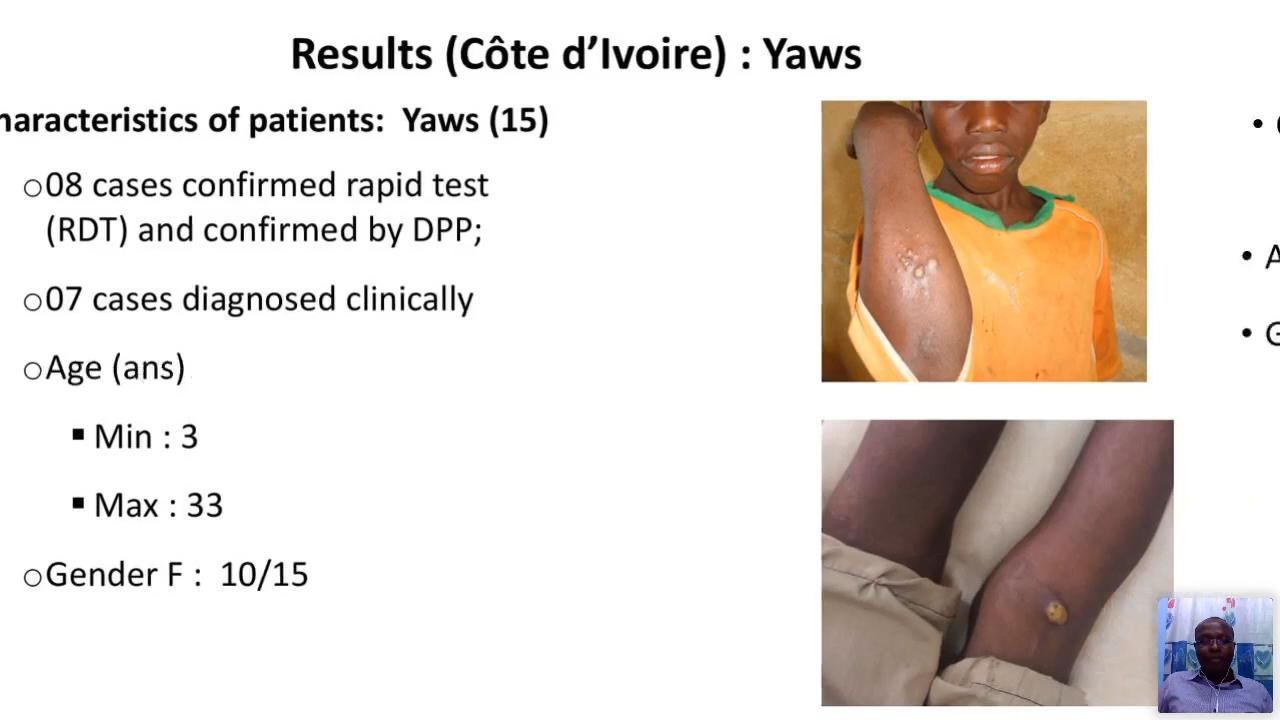 Results (Côte d’Ivoire) : Yaws
haracteristics of patients: Yaws (15)
o08 cases confirmed rapid test
(RDT) and confirmed by DPP;
o07 cases diagnosed clinically
oAge (ans)
▪ Min : 3
▪ Max : 33
oGender F : 10/15
• A
• G